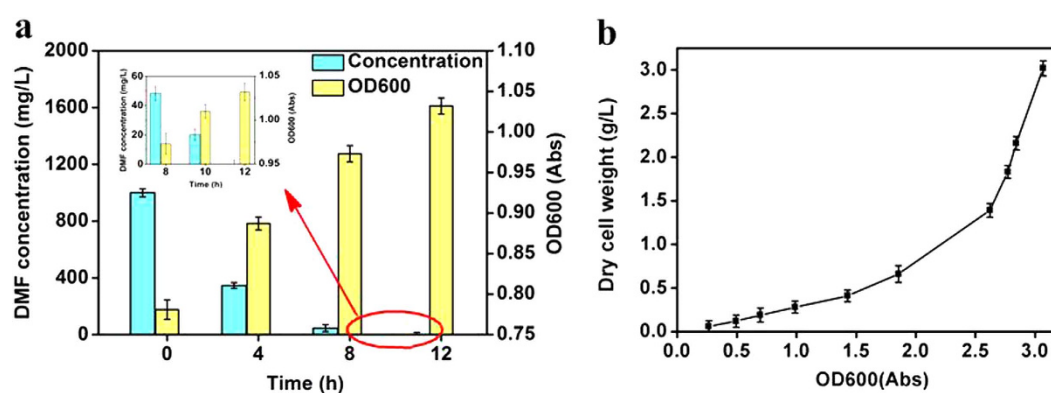 a
2000
1600
1200
800
400
0
DMF concentration (mg/L)
Concentration
OD600
60
40
20
0
DMF concentration (mg/L)
1.05
1.00
0.95
OD600 (Abs)
8 10 12
Time (h)
1.10
1.05
1.00
0.95
0.90
0.85
0.80
0.75
OD600 (Abs)
0 4 8 12
Time (h)
b
3.0
2.5
2.0
1.5
1.0
0.5
0.0
Dry cell weight (g/L)
0.0 0.5 1.0 1.5 2.0 2.5 3.0
OD600(Abs)